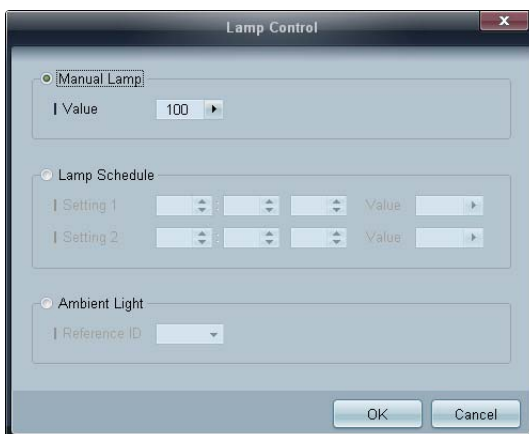 Lamp Control
x
Manual Lamp
Value 100
Lamp Schedule
Setting 1 : Value
Setting 2 : Value
Ambient Light
Reference ID
OK Cancel